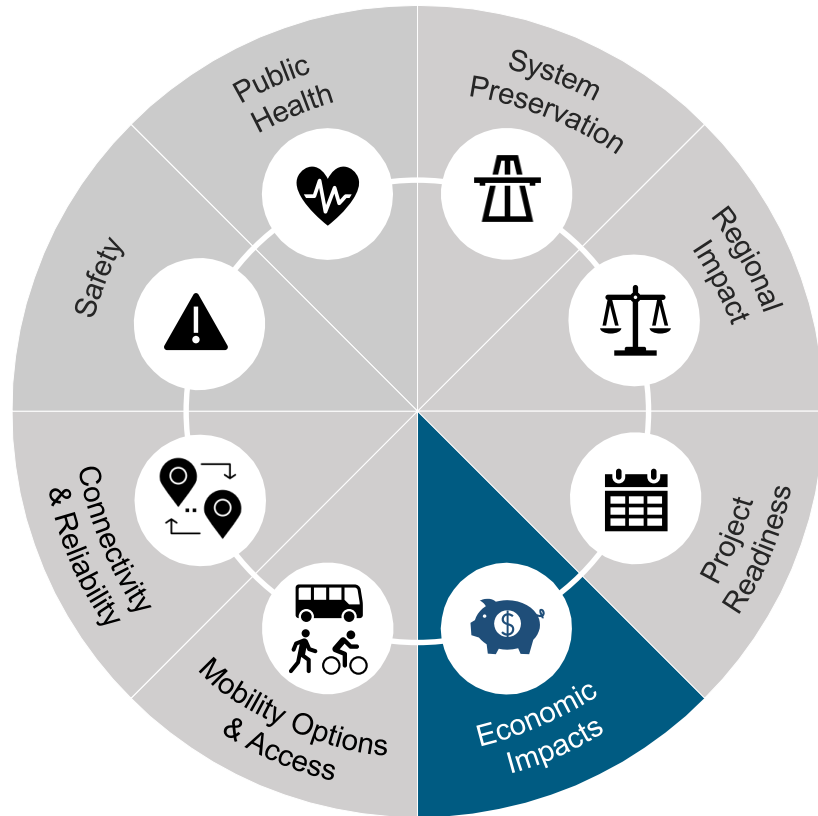 Public
Health
System
Preservation
Regional
Impact
Project
Readiness
$
Economic
Impacts
Mobility Options
& Access
Connectivity
& Reliability
Safety